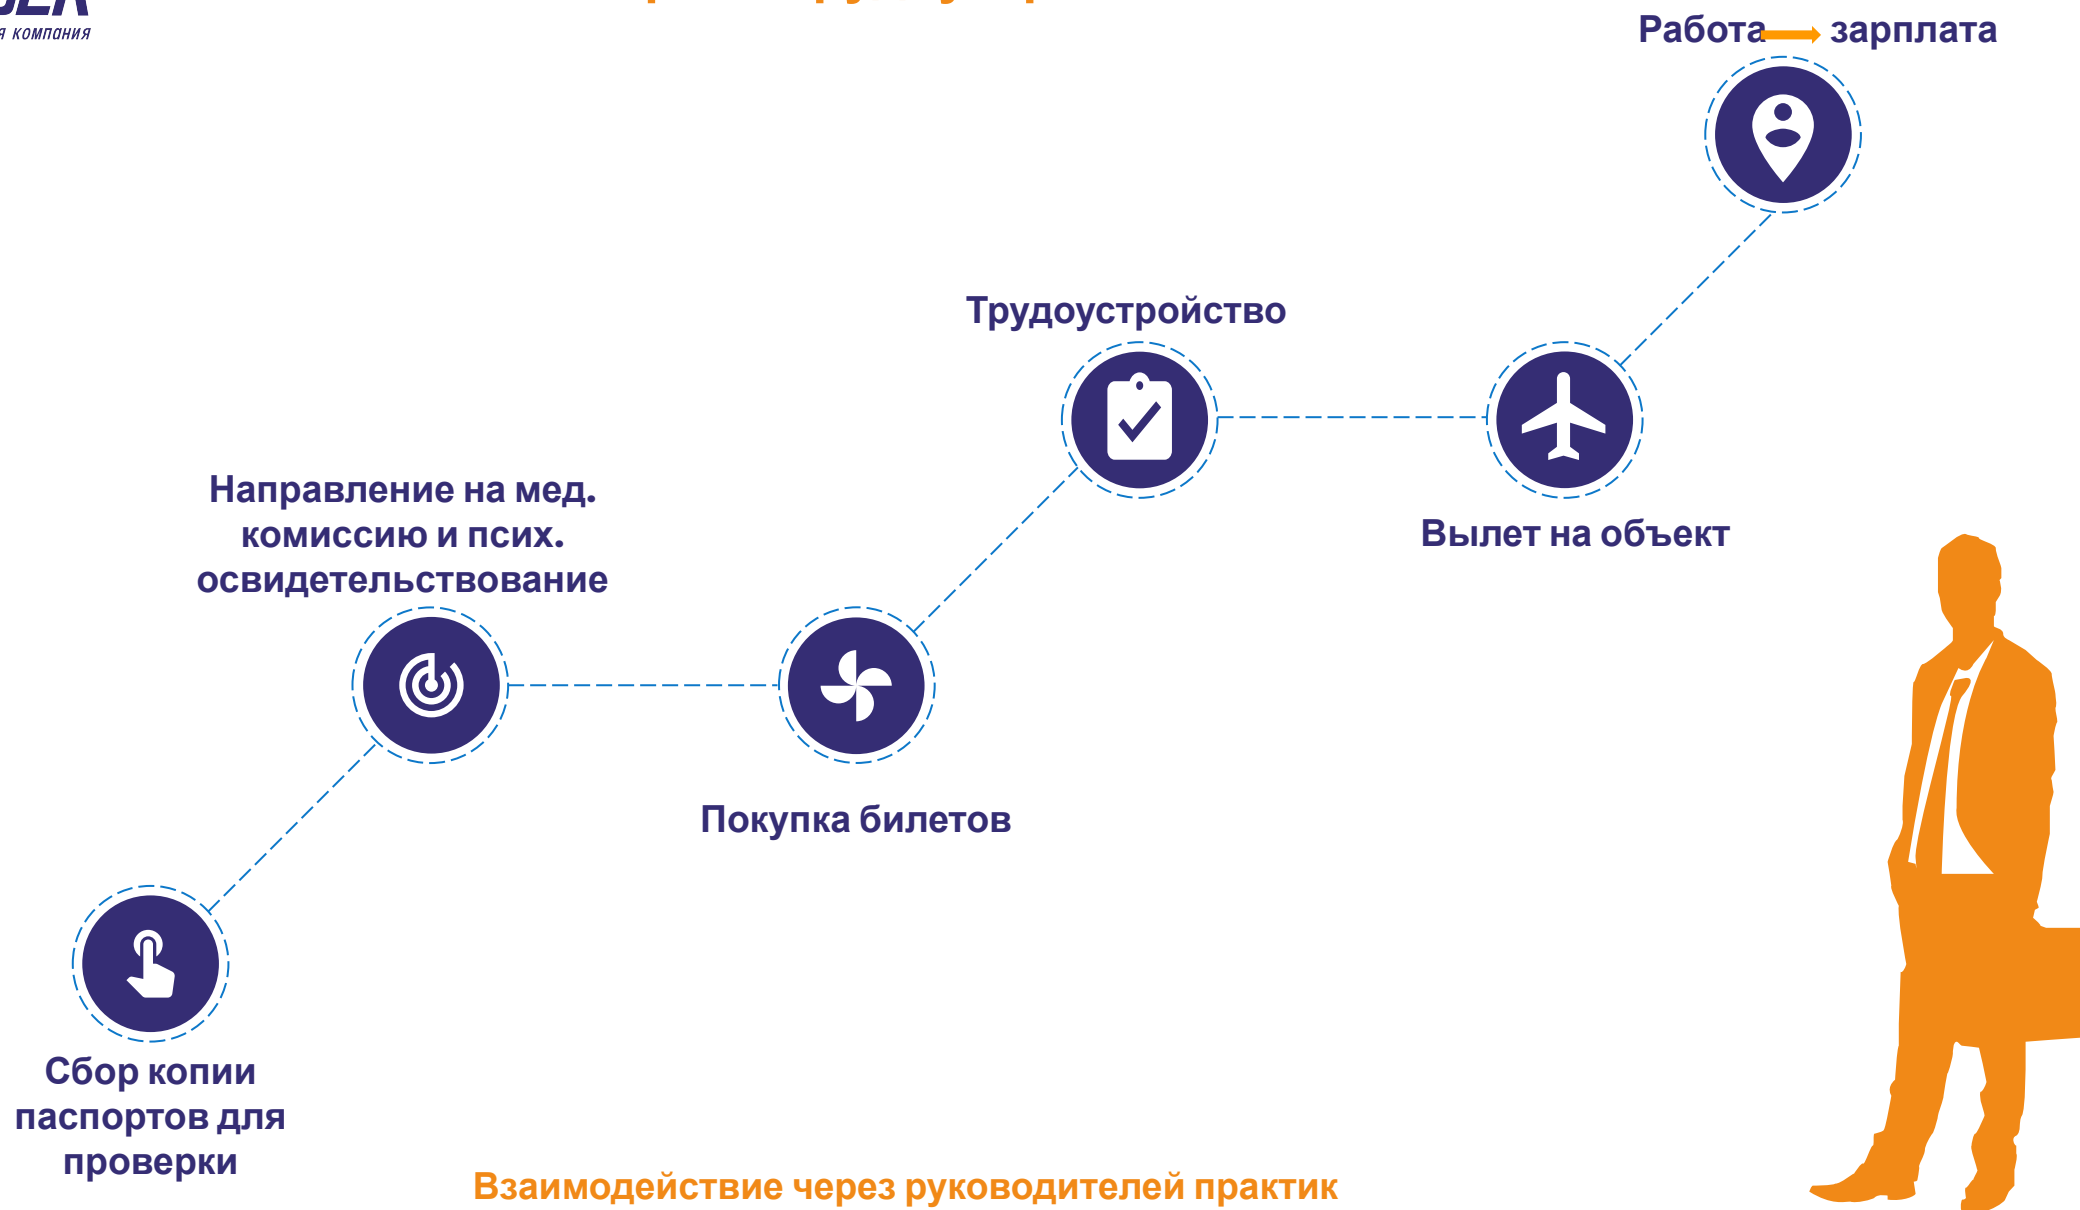 компания
Работа зарплата
Трудоустройство
Направление на мед.
комиссию и псих.
освидетельствование
Вылет на объект
Покупка билетов
Сбор копии
паспортов для
проверки
Взаимодействие через руководителей практик